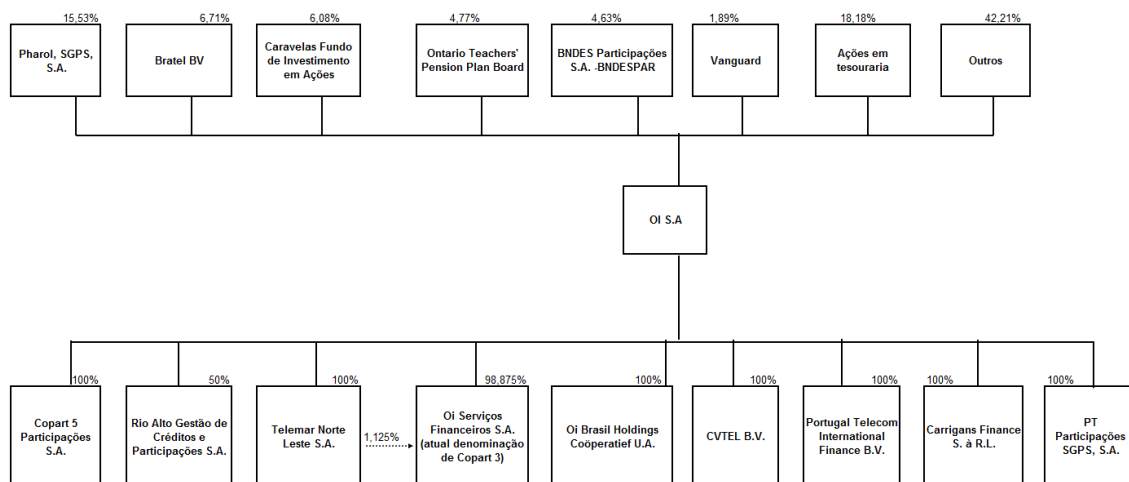 15,53%
Pharol, SGPS,
S.A.
6,71%
Bratel BV
6,08%
Caravelas Fundo
de Investimento
em Ações
4,77%
Ontario Teachers'
Pension Plan Board
4,63%
BNDES Participações
S.A. -BNDESPAR
1,89%
Vanguard
18,18%
Ações em
tesouraria
42,21%
Outros
OI S.A
100%
Copart 5
Participações
S.A.
50%
Rio Alto Gestão de
Créditos e
Participações S.A.
100%
Telemar Norte
Leste S.A.
1,125%
98,875%
Oi Serviços
Financeiros S.A.
(atual denominação
de Copart 3)
100%
Oi Brasil Holdings
Coöperatief U.A.
100%
CVTEL B.V.
100%
Portugal Telecom
International
Finance B.V.
100%
Carrigans Finance
S. à R.L.
100%
PT
Participações
SGPS, S.A.